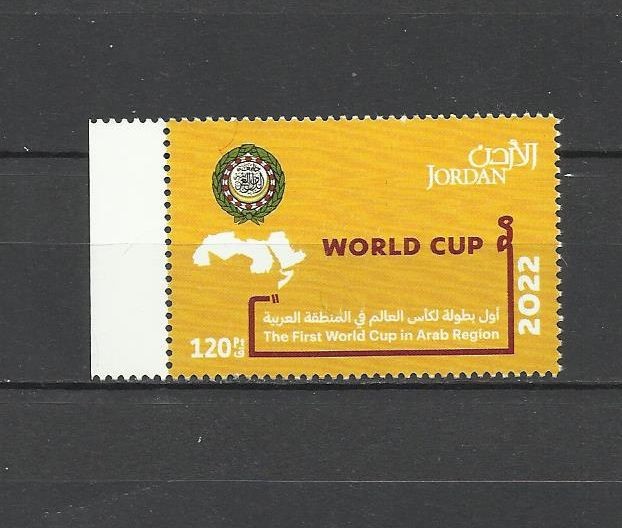 الأردن
JORDAN
WORLD CUP
2022
أول بطولة لكأس العالم في المنطقة العربية
The First World Cup in Arab Region
120 Pt
ق